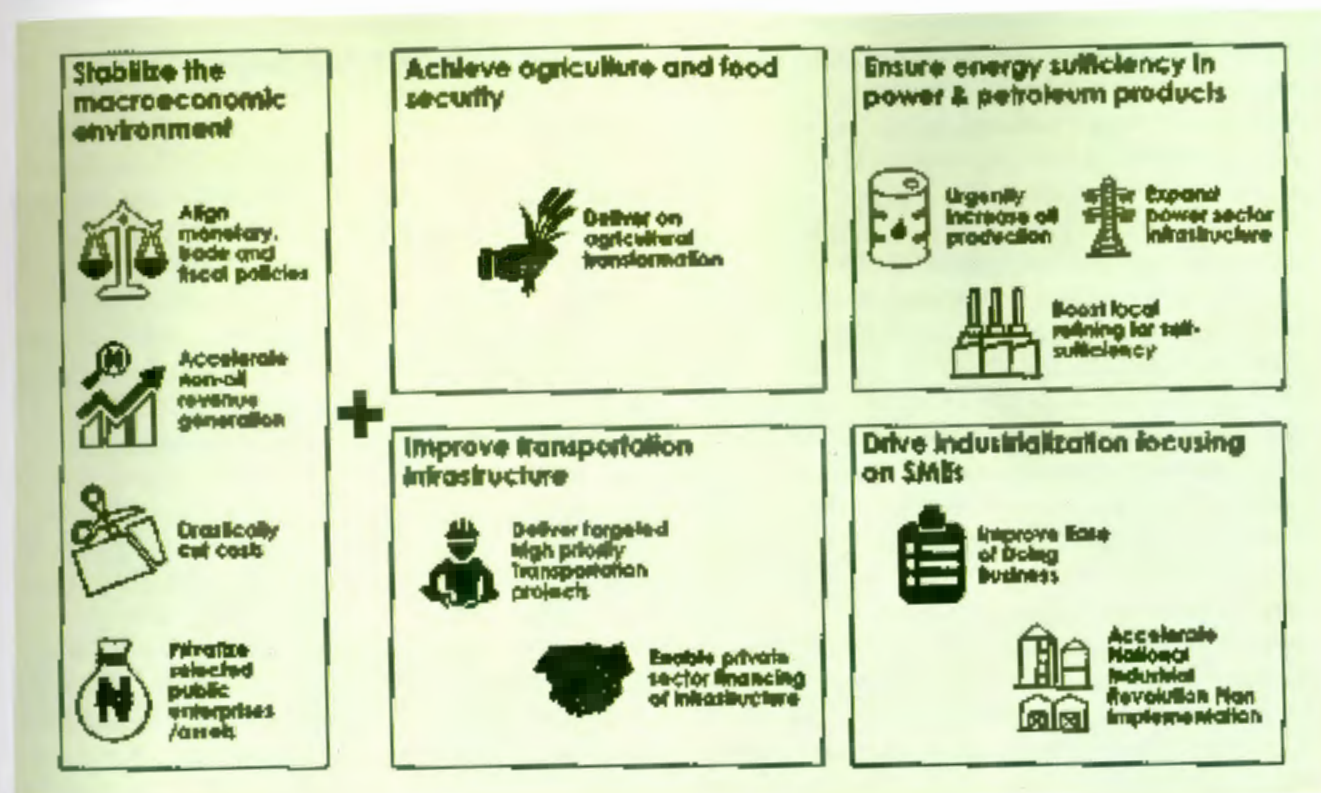 Stabilize the
macroeconomic
environment
Align
monetary,
trade and
fiscal policies
Accelerate
non-oil
revenue
generation
Drastically
cut costs
Privatize
selected
public
enterprises
/assets
Achieve agriculture and food
security
Deliver on
agricultural
transformation
Ensure energy sufficiency in
power & petroleum products
Urgently
increase oil
production
Expand
power sector
infrastructure
Boost local
refining for self-
sufficiency
Improve transportation
infrastructure
Deliver targeted
high priority
Transportation
projects
Enable private
sector financing
of infrastructure
Drive industrialization focusing
on SMEs
Improve Ease
of Doing
Business
Accelerate
National
Industrial
Revolution Plan
implementation